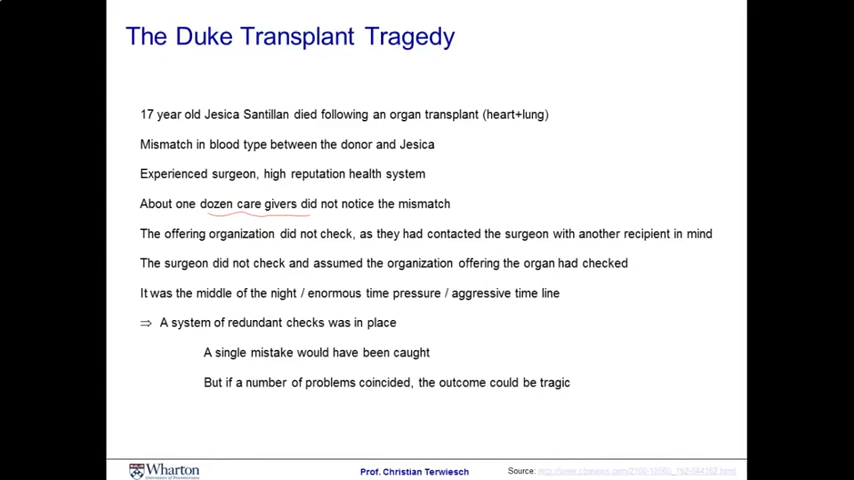 The Duke Transplant Tragedy
17 year old Jesica Santillan died following an organ transplant (heart+lung)
Mismatch in blood type between the donor and Jesica
Experienced surgeon, high reputation health system
About one dozen care givers did not notice the mismatch
The offering organization did not check, as they had contacted the surgeon with another recipient in mind
The surgeon did not check and assumed the organization offering the organ had checked
It was the middle of the night / enormous time pressure / aggressive time line
⇒ A system of redundant checks was in place
A single mistake would have been caught
But if a number of problems coincided, the outcome could be tragic
Wharton
University of Pennsylvania
Prof. Christian Terwiesch
Source: